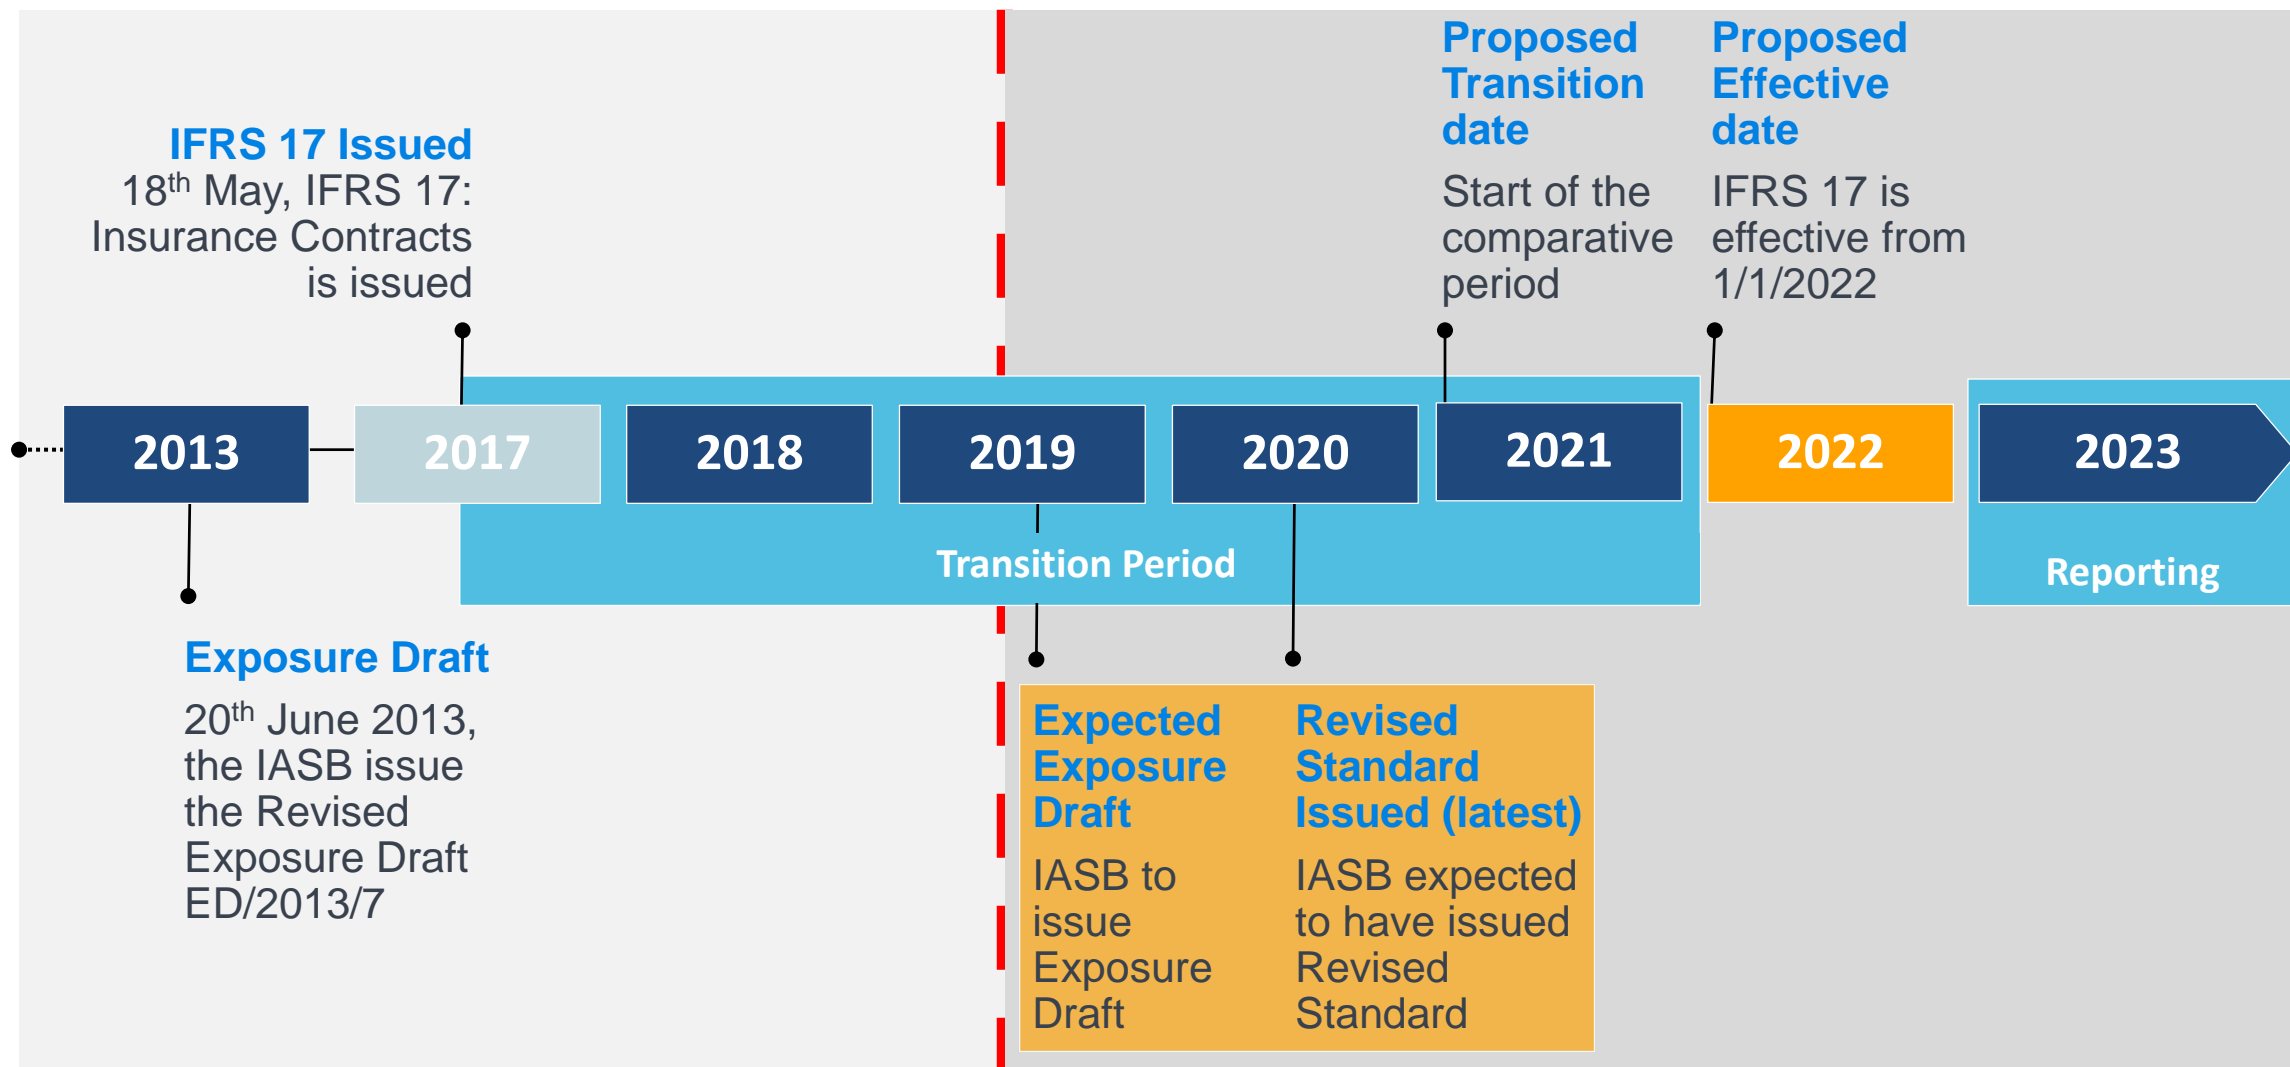 Proposed
Transition
date
Start of the
comparative
period
Proposed
Effective
date
IFRS 17 is
effective from
1/1/2022
IFRS 17 Issued
18th May, IFRS 17:
Insurance Contracts
is issued
2013
2017
2018
2019
2020
2021
2022
2023
Transition Period
Reporting
Exposure Draft
20th June 2013,
the IASB issue
the Revised
Exposure Draft
ED/2013/7
Expected
Exposure
Draft
IASB to
issue
Exposure
Draft
Revised
Standard
Issued (latest)
IASB expected
to have issued
Revised
Standard